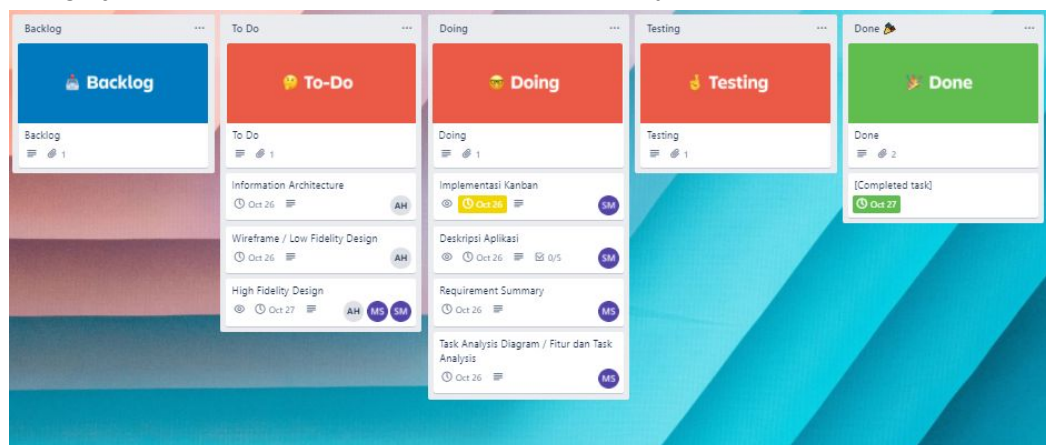 Backlog
Backlog
Backlog
1
To Do
To-Do
To Do
1
Information Architecture
Oct 26
AH
Wireframe / Low Fidelity Design
Oct 26
AH
High Fidelity Design
Oct 27 AH MS SM
Doing
Doing
Doing
1
Implementasi Kanban
Oct 26 SM
Deskripsi Aplikasi
Oct 26 0/5 SM
Requirement Summary
Oct 26 MS
Task Analysis Diagram / Fitur dan Task
Analysis
Oct 26 MS
Testing
Testing
Testing
1
Done
Done
Done
2
[Completed task]
Oct 27